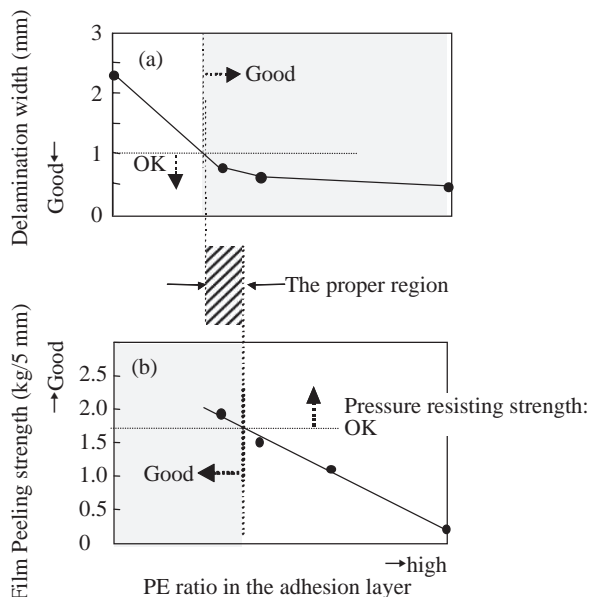 Delamination width (mm)
Good←
3
2
1
0
(a)
Good
OK
The proper region
Film Peeling strength (kg/5 mm)
→Good
2.5
2.0
1.5
1.0
0.5
0
(b)
Pressure resisting strength:
OK
Good
→high
PE ratio in the adhesion layer